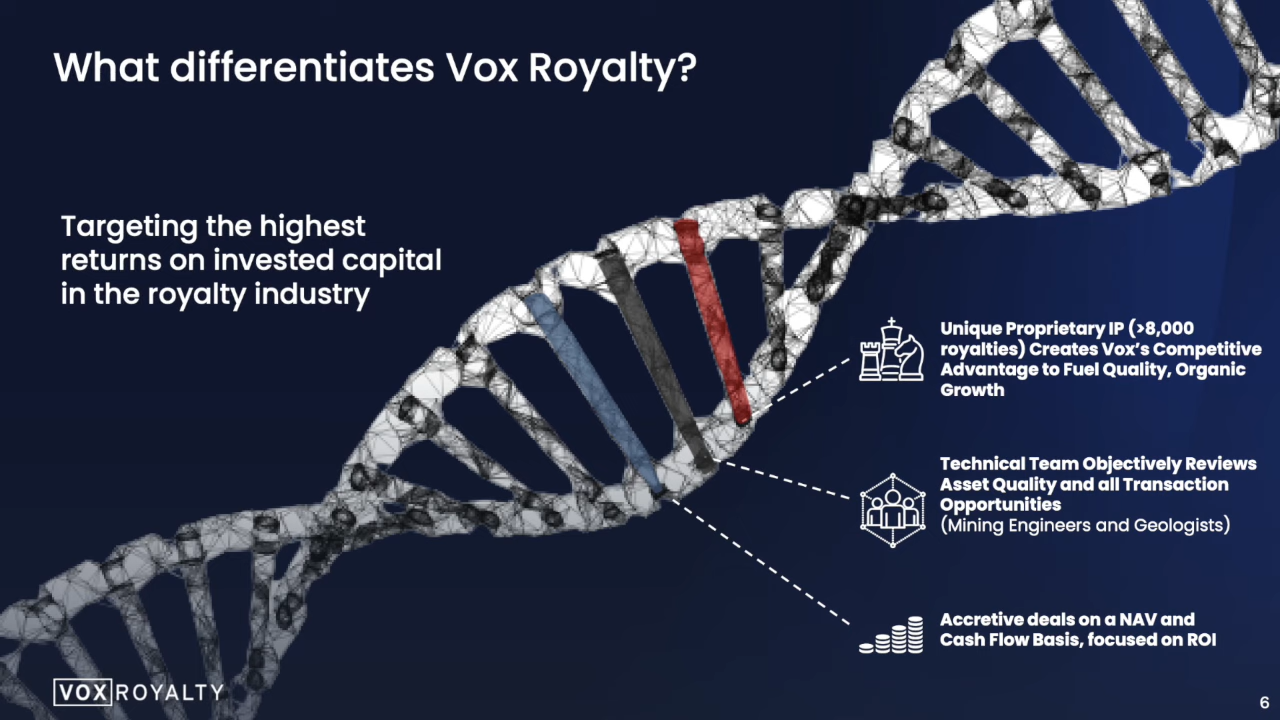 What differentiates Vox Royalty?
Targeting the highest
returns on invested capital
in the royalty industry
Unique Proprietary IP (>8,000
royalties) Creates Vox's Competitive
Advantage to Fuel Quality, Organic
Growth
Technical Team Objectively Reviews
Asset Quality and all Transaction
Opportunities
(Mining Engineers and Geologists)
Accretive deals on a NAV and
Cash Flow Basis, focused on ROI
VOX ROYALTY
6